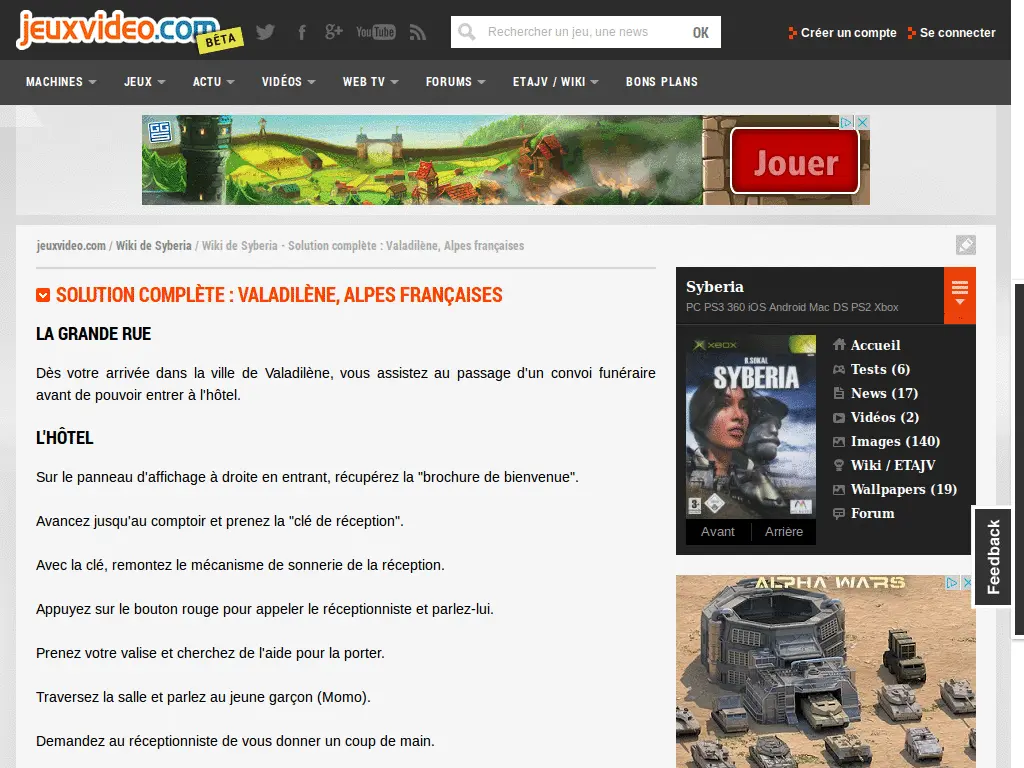 jeuxvideo.com
BÊTA
f
g+
You Tube
Rechercher un jeu, une news
OK
Créer un compte
Se connecter
MACHINES
JEUX
ACTU
VIDÉOS
WEB TV
FORUMS
ETAJV / WIKI
BONS PLANS
GG
Jouer
jeuxvideo.com / Wiki de Syberia / Wiki de Syberia - Solution complète : Valadilène, Alpes françaises
SOLUTION COMPLÈTE : VALADILÈNE, ALPES FRANÇAISES
LA GRANDE RUE
Dès votre arrivée dans la ville de Valadilène, vous assistez au passage d'un convoi funéraire
avant de pouvoir entrer à l'hôtel.
L'HÔTEL
Sur le panneau d'affichage à droite en entrant, récupérez la "brochure de bienvenue".
Avancez jusqu'au comptoir et prenez la "clé de réception".
Avec la clé, remontez le mécanisme de sonnerie de la réception.
Appuyez sur le bouton rouge pour appeler le réceptionniste et parlez-lui.
Prenez votre valise et cherchez de l'aide pour la porter.
Traversez la salle et parlez au jeune garçon (Momo).
Demandez au réceptionniste de vous donner un coup de main.
Syberia
PC PS3 360 iOS Android Mac DS PS2 Xbox
XBOX
B.SOKAL
SYBERIA
3+
Avant
Arrière
Accueil
Tests (6)
News (17)
Vidéos (2)
Images (140)
Wiki / ETAJV
Wallpapers (19)
Forum
Feedback
ALPHA WARS